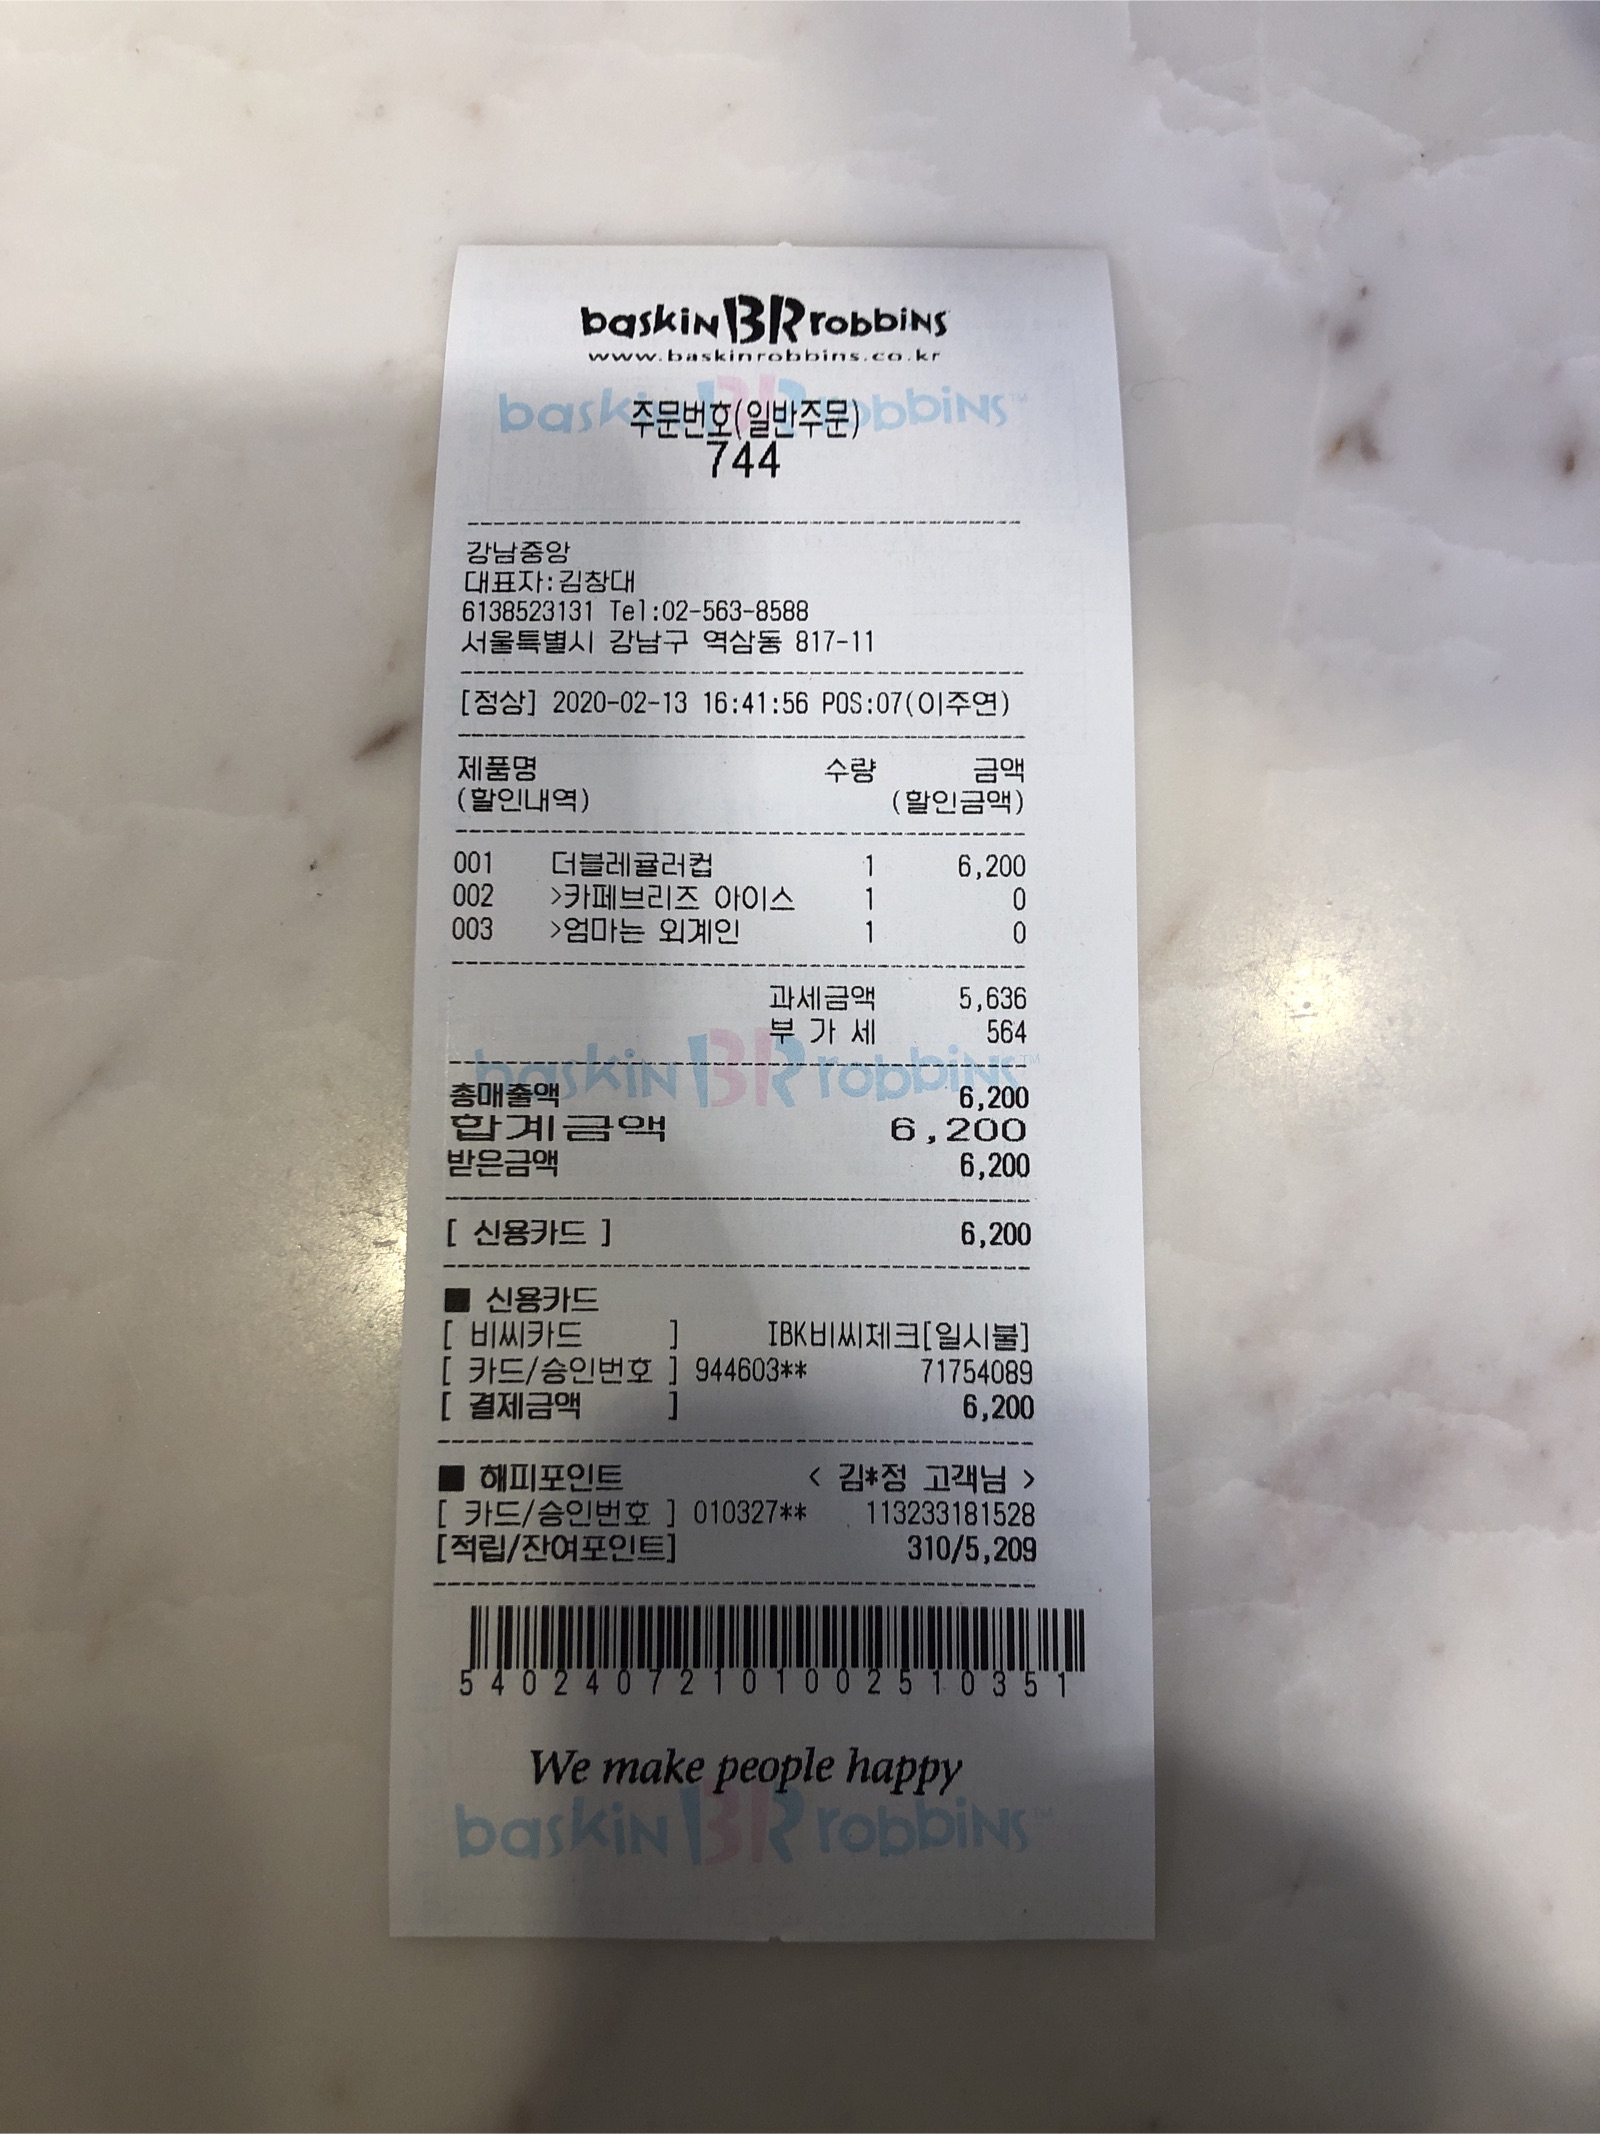 baskin BR robbins
www.baskinrobbins.co.kr
baskin BR robbins™
주문번호(일반주문)
744
강남중앙
대표자:김창대
6138523131 Tel:02-563-8588
서울특별시 강남구 역삼동 817-11
[정상] 2020-02-13 16:41:56 POS:07(이주연)
제품명 수량 금액
(할인내역) (할인금액)
001 더블레귤러컵 1 6,200
002 >카페브리즈 아이스 1 0
003 >엄마는 외계인 1 0
과세금액 5,636
부 가 세 564
baskin BR robbins™
총매출액 6,200
합계금액 6,200
받은금액 6,200
[ 신용카드 ] 6,200
■ 신용카드
[ 비씨카드 ] IBK비씨체크[일시불]
[ 카드/승인번호 ] 944603** 71754089
[ 결제금액 ] 6,200
■ 해피포인트 < 김*정 고객님 >
[ 카드/승인번호 ] 010327** 113233181528
[적립/잔여포인트] 310/5,209
54024072101002510351
We make people happy
baskin BR robbins™